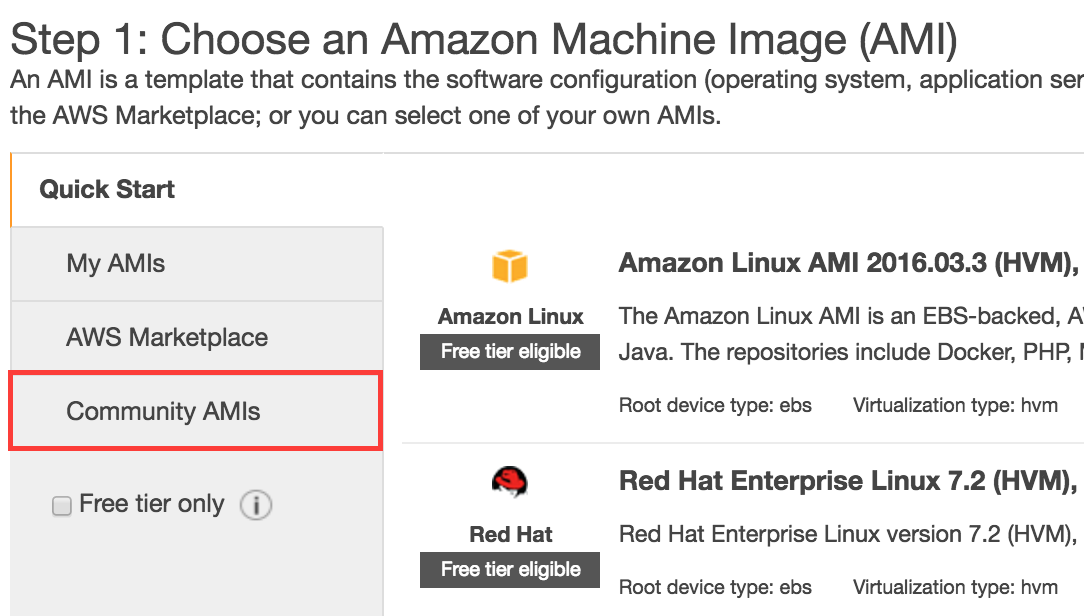 Step 1: Choose an Amazon Machine Image (AMI)
An AMI is a template that contains the software configuration (operating system, application ser
the AWS Marketplace; or you can select one of your own AMIs.
Quick Start
My AMIs
AWS Marketplace
Community AMIs
Free tier only
Amazon Linux
Free tier eligible
Amazon Linux AMI 2016.03.3 (HVM),
The Amazon Linux AMI is an EBS-backed, AW
Java. The repositories include Docker, PHP,
Root device type: ebs Virtualization type: hvm
Red Hat
Free tier eligible
Red Hat Enterprise Linux 7.2 (HVM),
Red Hat Enterprise Linux version 7.2 (HVM),
Root device type: ebs Virtualization type: hvm